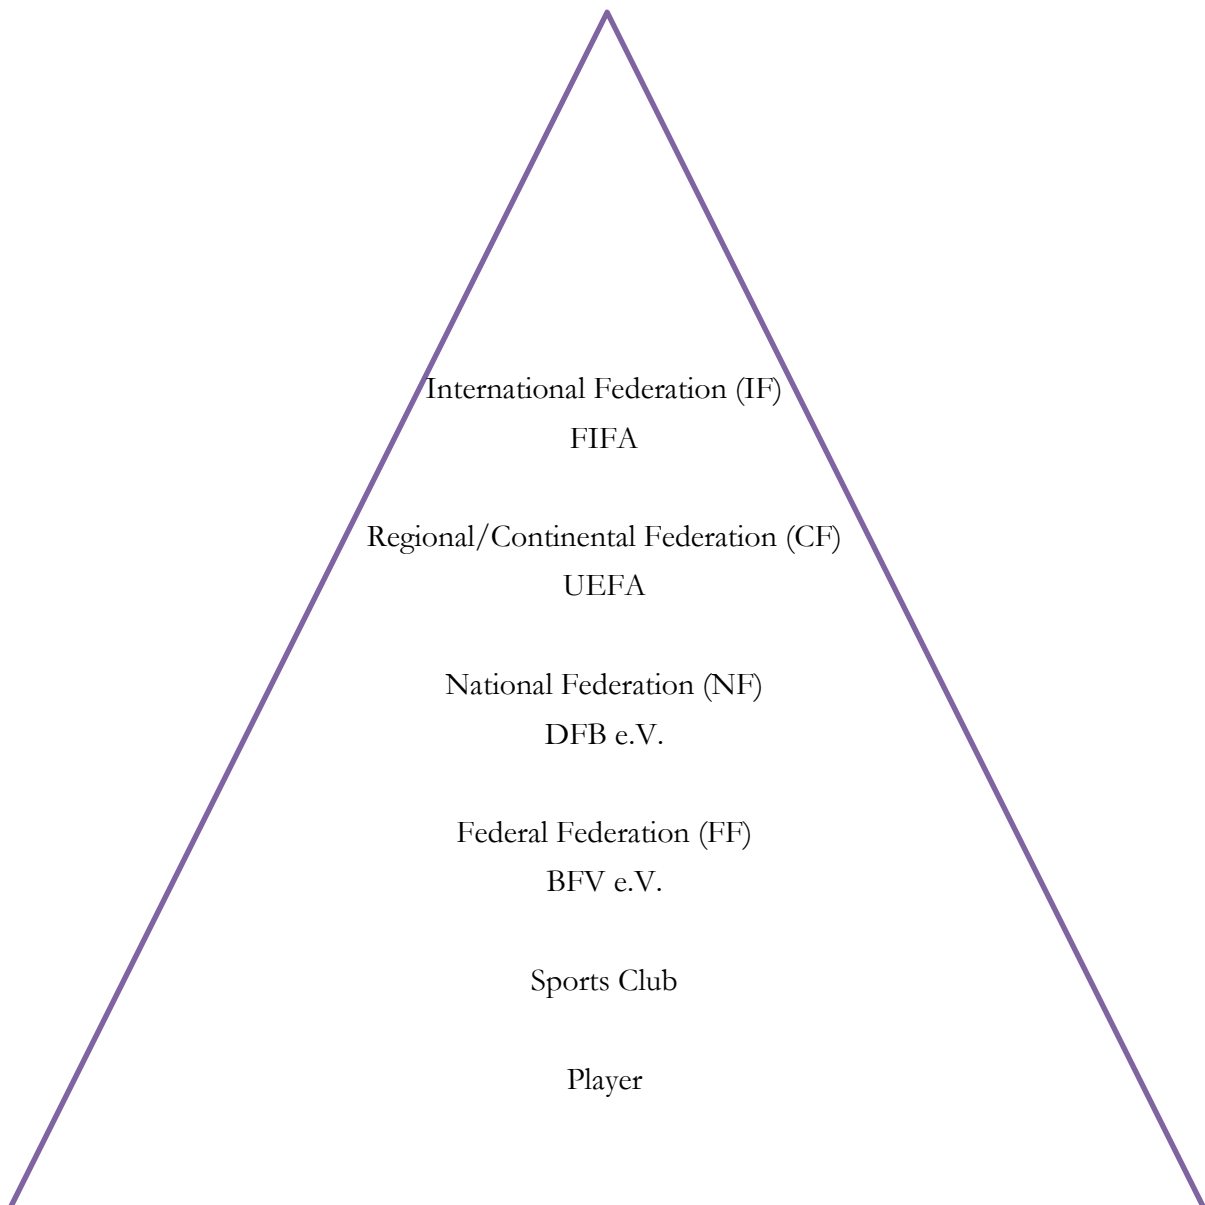 International Federation (IF)
FIFA
Regional/Continental Federation (CF)
UEFA
National Federation (NF)
DFB e.V.
Federal Federation (FF)
BFV e.V.
Sports Club
Player